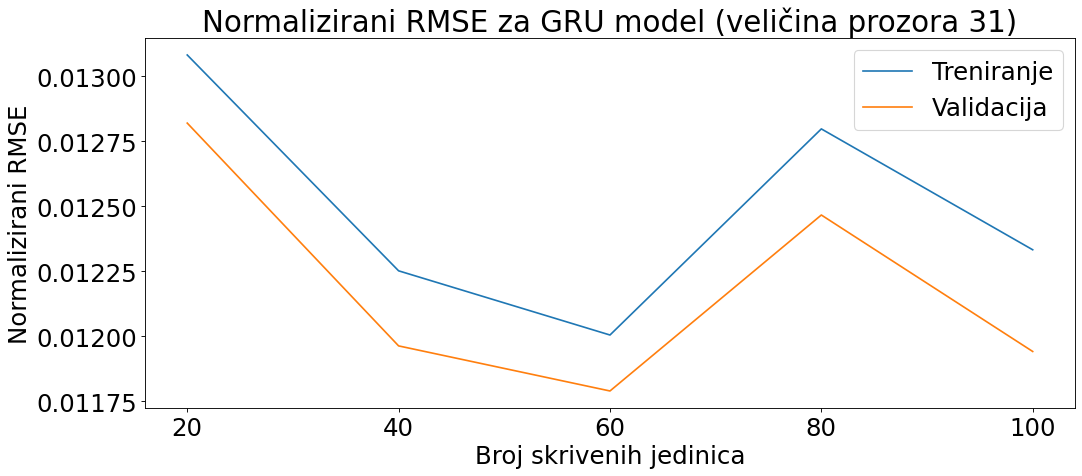 Normalizirani RMSE za GRU model (veličina prozora 31)
Treniranje
Validacija
Normalizirani RMSE
0.01300
0.01275
0.01250
0.01225
0.01200
0.01175
20 40 60 80 100
Broj skrivenih jedinica